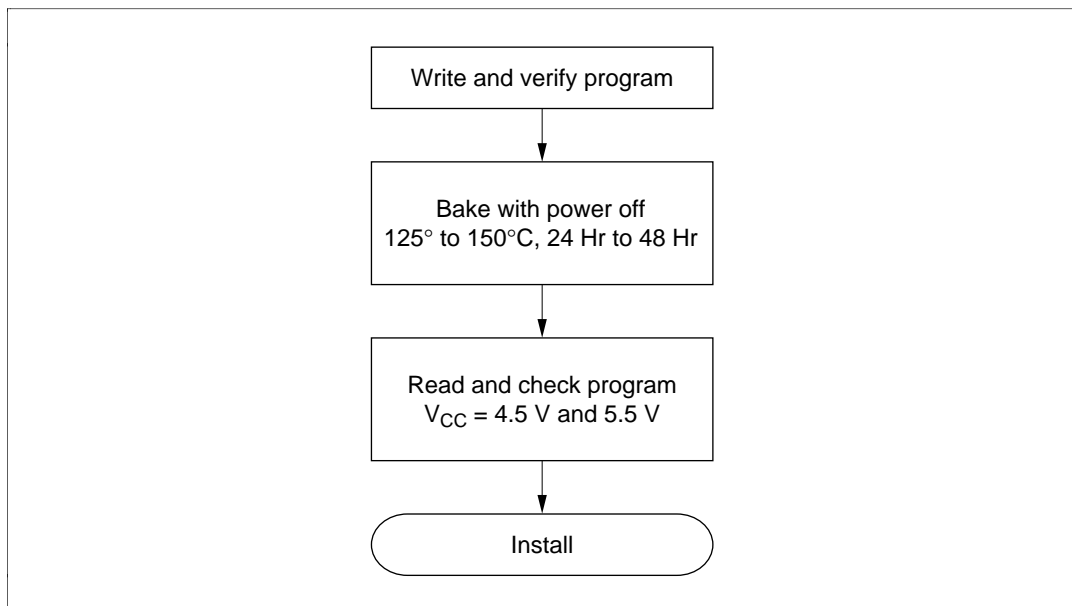 Write and verify program
Bake with power off
125° to 150°C, 24 Hr to 48 Hr
Read and check program
VCC = 4.5 V and 5.5 V
Install